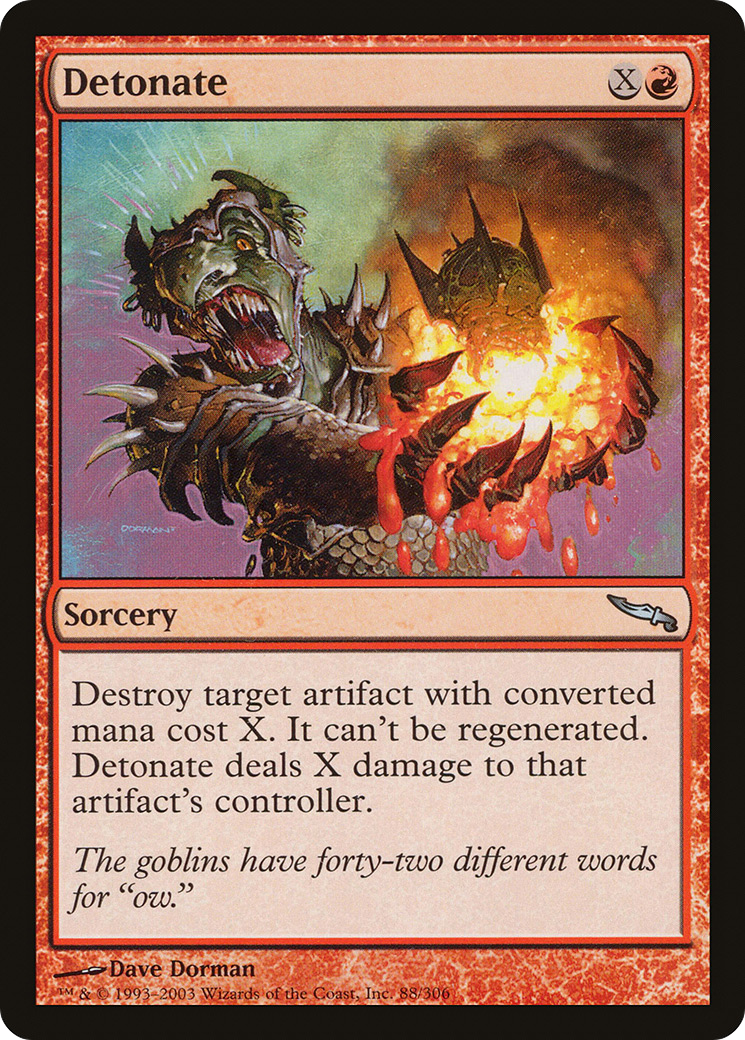 Detonate X
DORMANT
Sorcery
Destroy target artifact with converted
mana cost X. It can't be regenerated.
Detonate deals X damage to that
artifact's controller.
The goblins have forty-two different words
for “ow.”
Dave Dorman
™ & © 1993–2003 Wizards of the Coast, Inc. 88/306